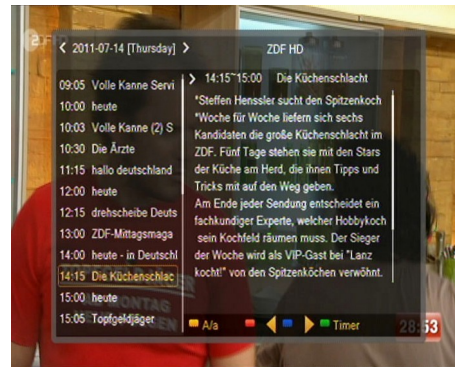 ZDF
2011-07-14 [Thursday]
ZDF HD
09:05 Volle Kanne Servi
10:00 heute
10:03 Volle Kanne (2) S
10:30 Die Ärzte
11:15 hallo deutschland
12:00 heute
12:15 drehscheibe Deuts
13:00 ZDF-Mittagsmaga
14:00 heute - in Deutschl
14:15 Die Küchenschlac
15:00 heute
15:05 Topfgeldjäger
14:15~15:00 Die Küchenschlacht
"Steffen Henssler sucht den Spitzenkoch
"Woche für Woche liefern sich sechs
Kandidaten die große Küchenschlacht im
ZDF. Fünf Tage stehen sie mit den Stars
der Küche am Herd, die ihnen Tipps und
Tricks mit auf den Weg geben.
Am Ende jeder Sendung entscheidet ein
fachkundiger Experte, welcher Hobbykoch
sein Kochfeld räumen muss. Der Sieger
der Woche wird als VIP-Gast bei "Lanz
kocht!" von den Spitzenköchen verwöhnt.
A/a
Timer
28:53
MONTAG